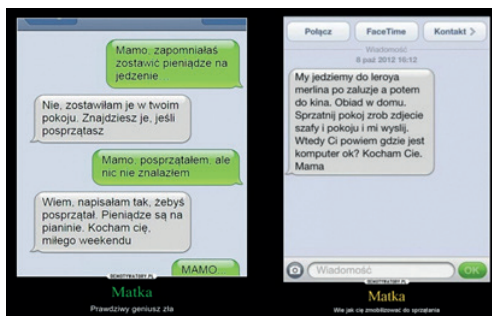 Mamo, zapomniałaś
zostawić pieniądze na
jedzenie...
Nie, zostawiłam je w twoim
pokoju. Znajdziesz je, jeśli
posprzątasz
Mamo, posprzątałem, ale
nic nie znalazłem
Wiem, napisałam tak, żebyś
posprzątał. Pieniądze są na
pianinie. Kocham cię,
miłego weekendu
MAMO...
DEMOTYWATORY.PL
Matka
Prawdziwy geniusz zła
Połącz
FaceTime
Kontakt >
Wiadomość
8 paź 2012 16:12
My jedziemy do leroya
merlina po zaluzje a potem
do kina. Obiad w domu.
Sprzatnij pokoj zrob zdjecie
szafy i pokoju i mi wyslij.
Wtedy Ci powiem gdzie jest
komputer ok? Kocham Cie.
Mama
Wiadomość
OK
DEMOTYWATORY.PL
Matka
Wie jak cię zmobilizować do sprzątania